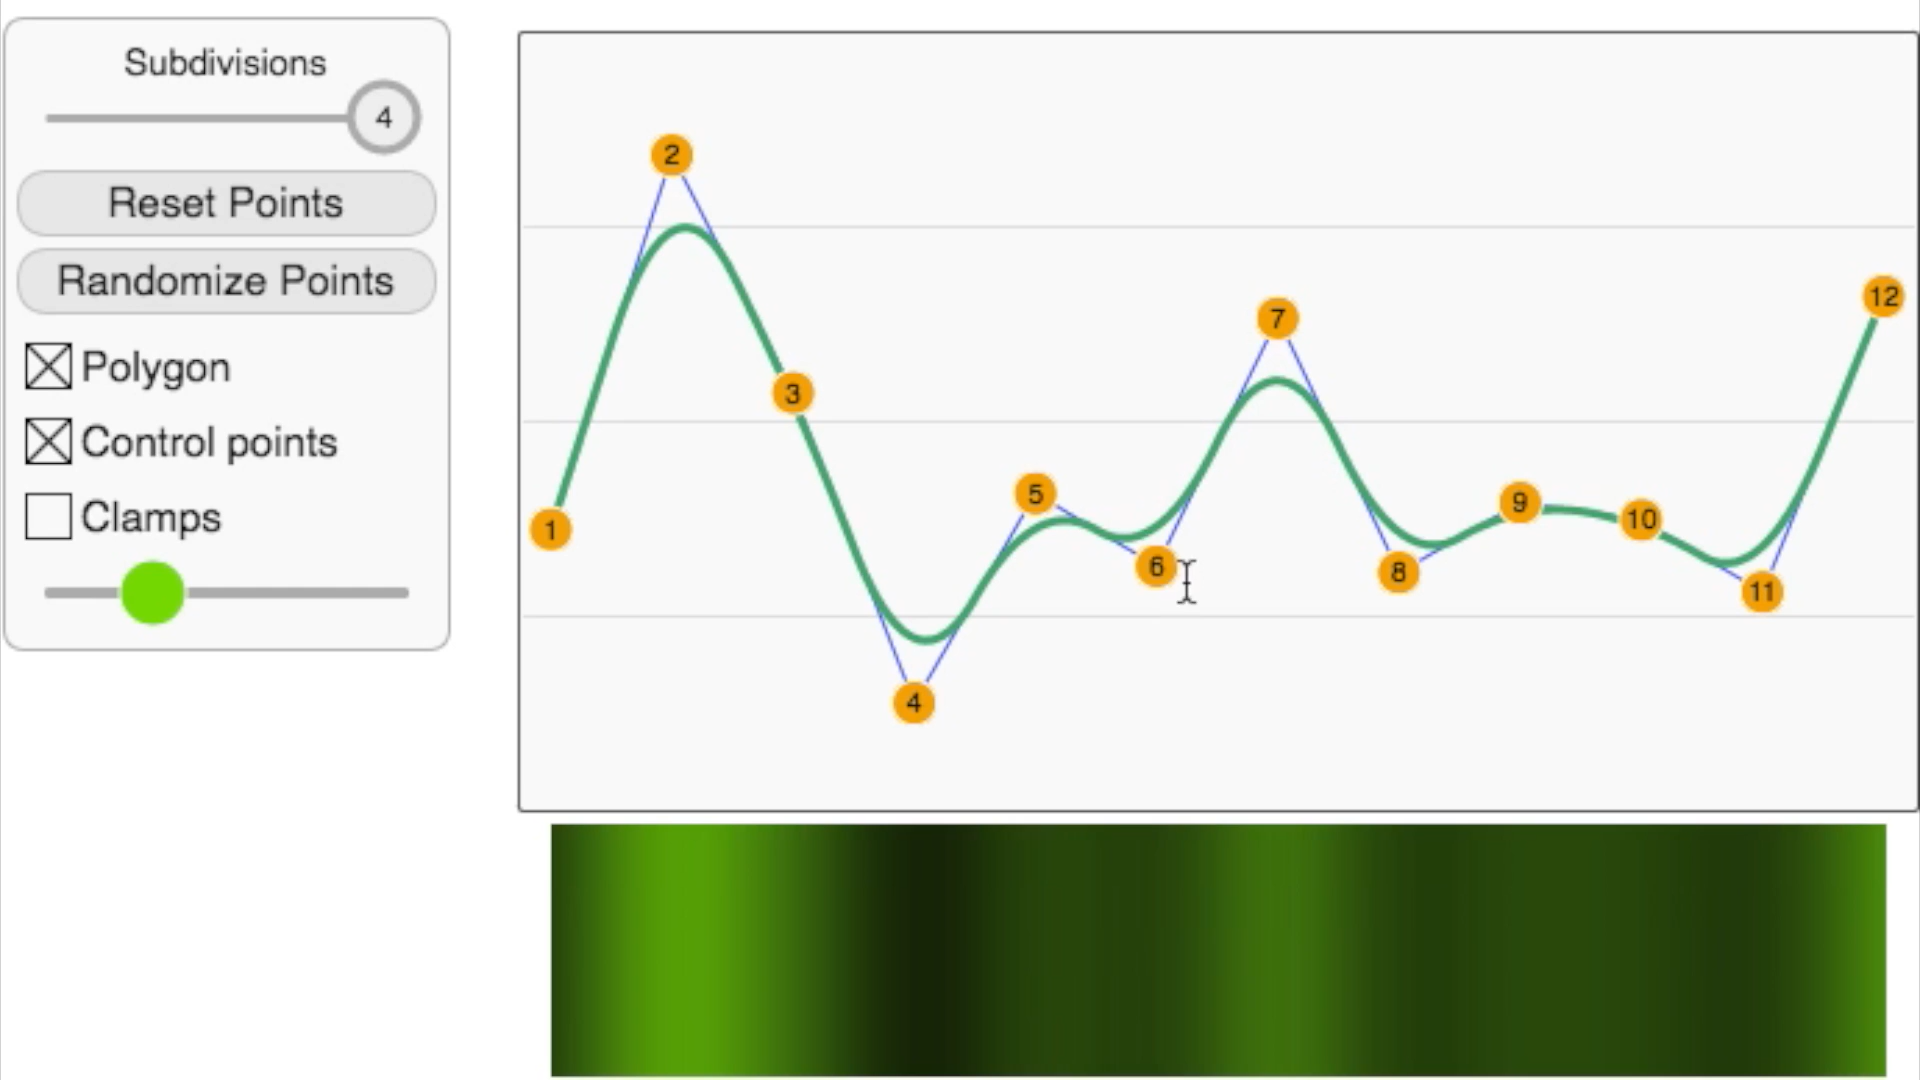 Subdivisions
4
Reset Points
Randomize Points
Polygon
Control points
Clamps
1
2
3
4
5
6
7
8
9
10
11
12